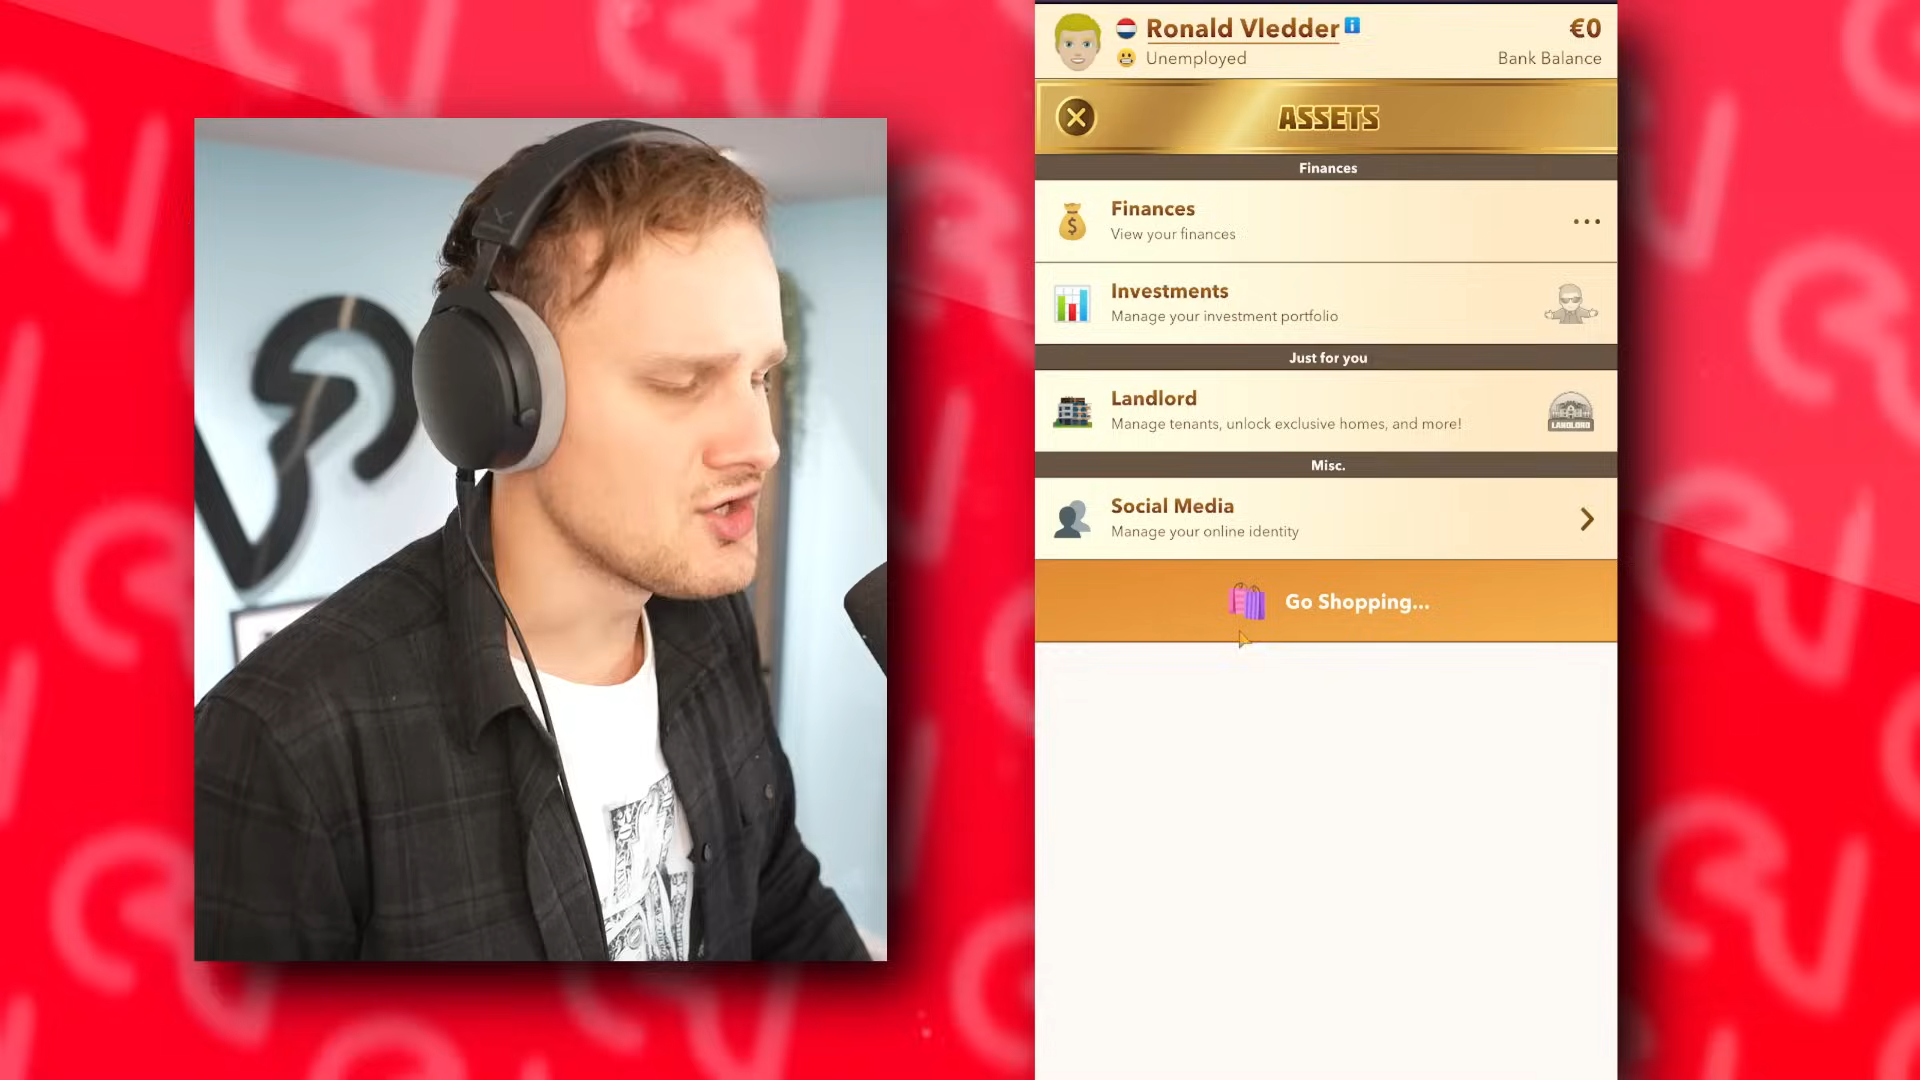 Ronald Vledder
€0
Unemployed
Bank Balance
ASSETS
Finances
Finances
View your finances
Investments
Manage your investment portfolio
Just for you
Landlord
Manage tenants, unlock exclusive homes, and more!
LANDLORD
Misc.
Social Media
Manage your online identity
Go Shopping...